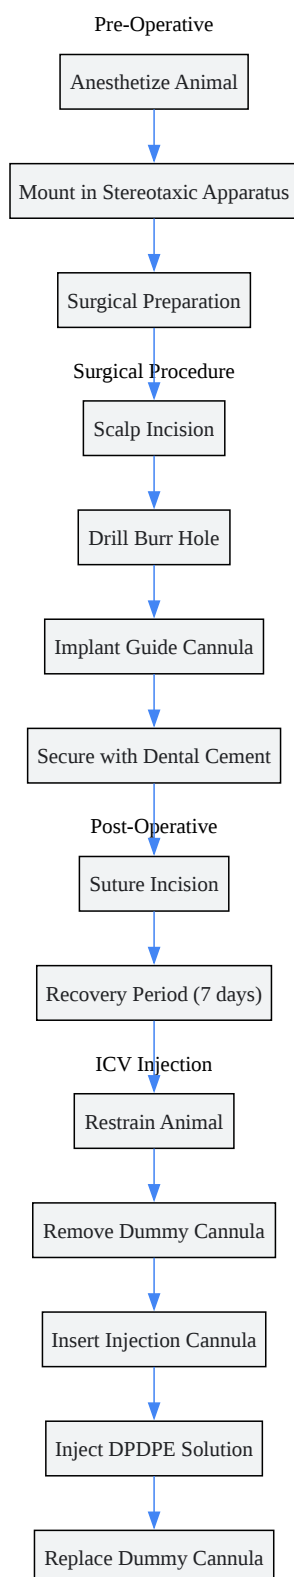 Pre-Operative
Anesthetize Animal
Mount in Stereotaxic Apparatus
Surgical Preparation
Surgical Procedure
Scalp Incision
Drill Burr Hole
Implant Guide Cannula
Secure with Dental Cement
Post-Operative
Suture Incision
Recovery Period (7 days)
ICV Injection
Restrain Animal
Remove Dummy Cannula
Insert Injection Cannula
Inject DPDPE Solution
Replace Dummy Cannula